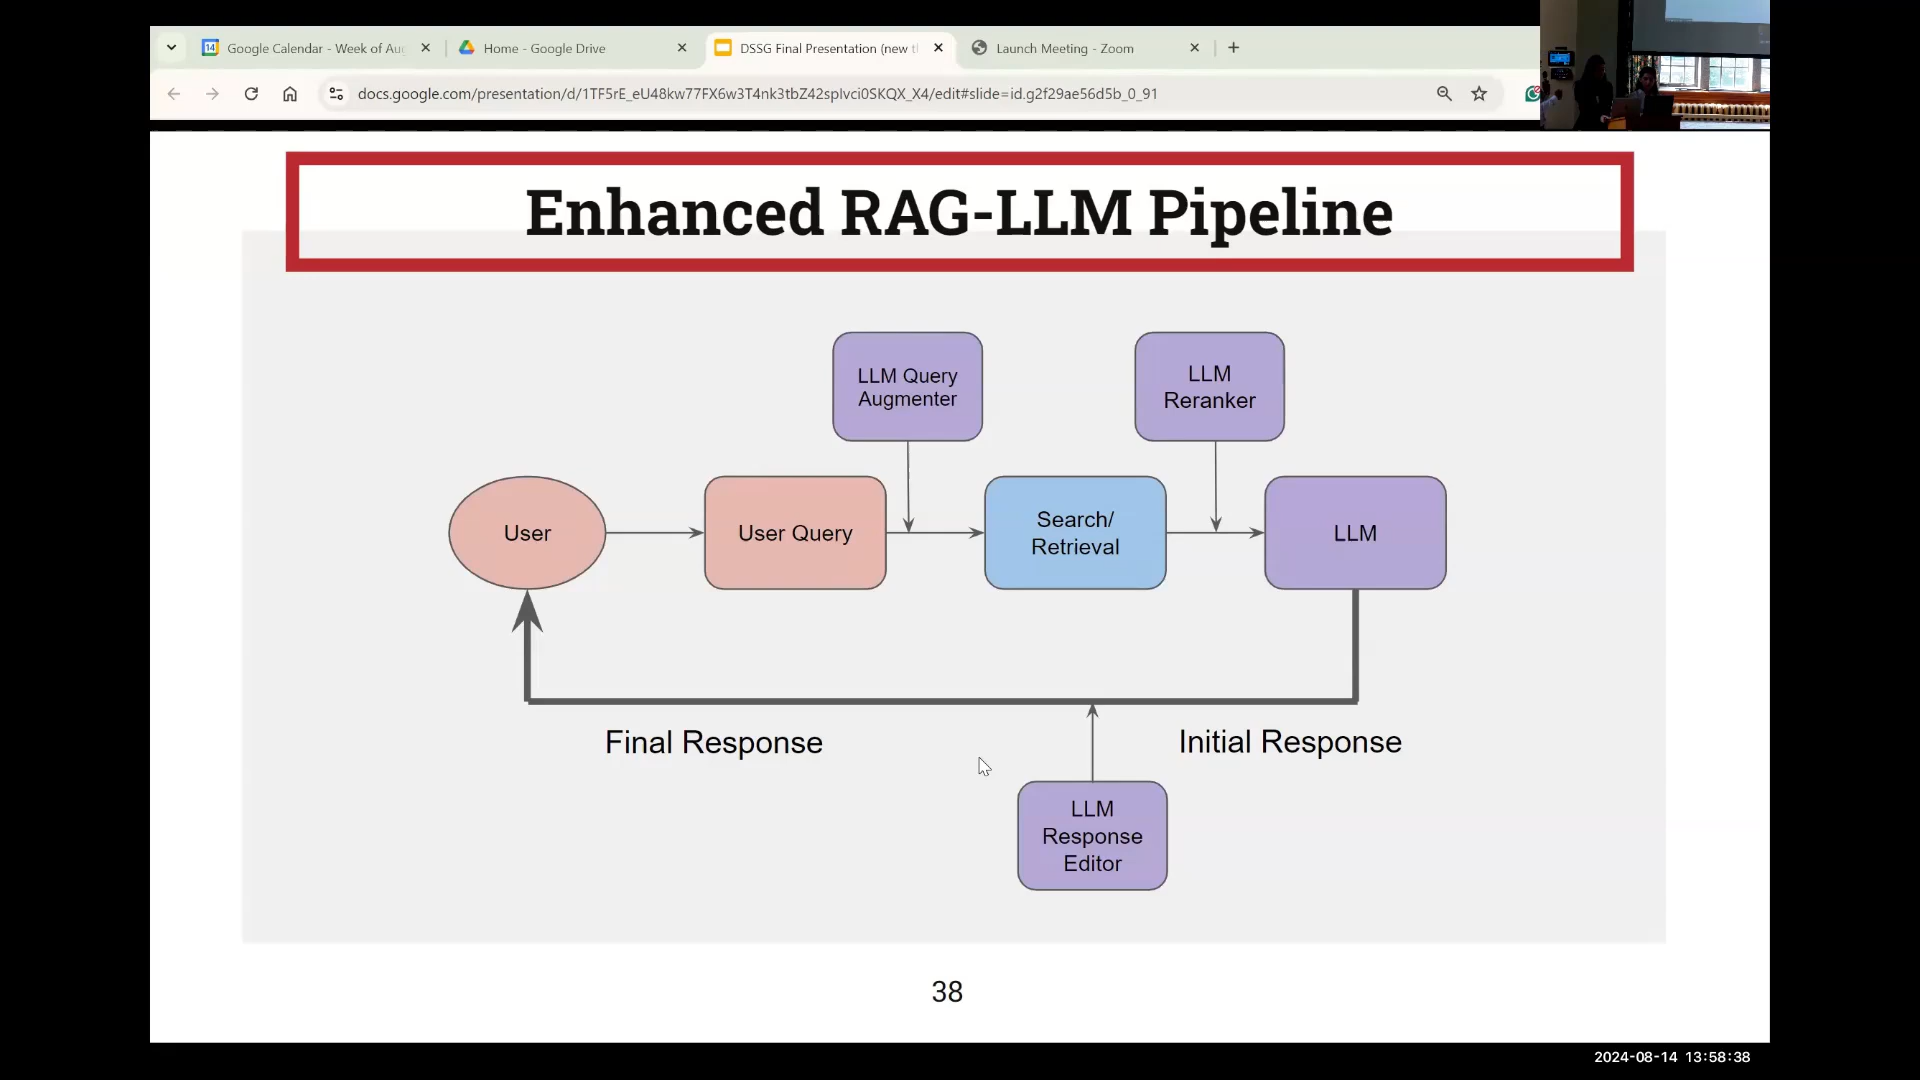 14
Google Calendar - Week of Au
Home - Google Drive
DSSG Final Presentation (new t
Launch Meeting - Zoom
docs.google.com/presentation/d/1TF5rE_eU48kw77FX6w3T4nk3tbZ42spIvci0SKQX_X4/edit#slide=id.g2f29ae56d5b_0_91
Enhanced RAG-LLM Pipeline
LLM Query
Augmenter
LLM
Reranker
User
User Query
Search/
Retrieval
LLM
Final Response
Initial Response
LLM
Response
Editor
38
2024-08-14 13:58:38